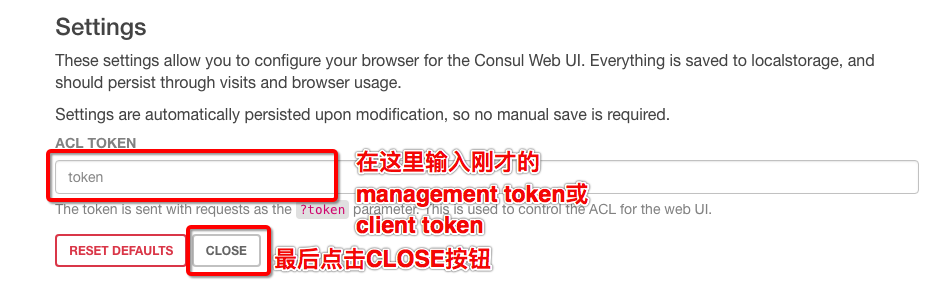 Settings
These settings allow you to configure your browser for the Consul Web UI. Everything is saved to localstorage, and
should persist through visits and browser usage.
Settings are automatically persisted upon modification, so no manual save is required.
ACL TOKEN
token
在这里输入刚才的
management token或
client token
The token is sent with requests as the ?token parameter. This is used to control the ACL for the web UI.
RESET DEFAULTS
CLOSE
最后点击CLOSE按钮